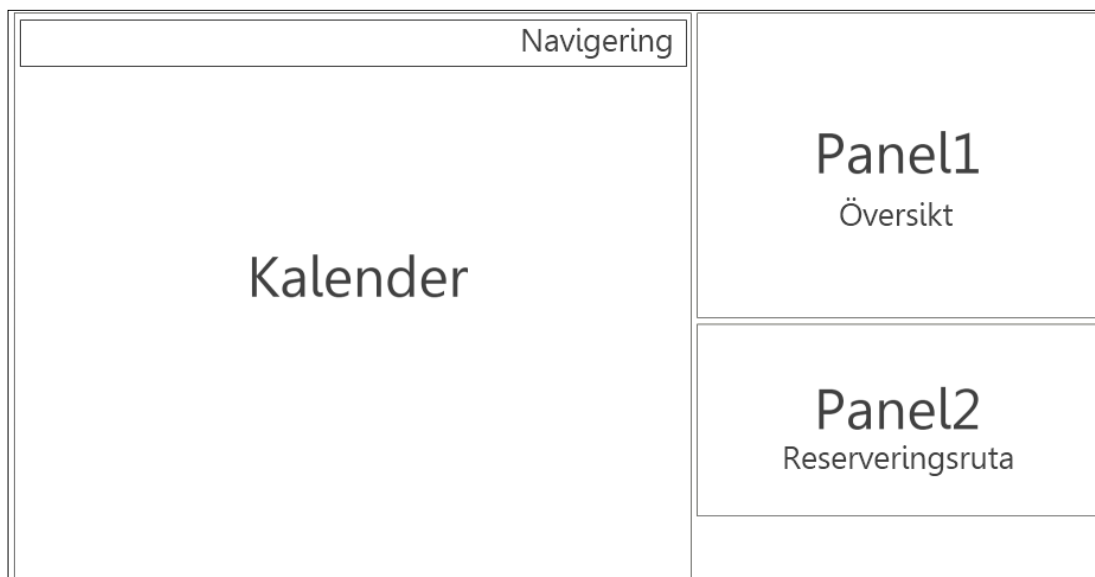 Navigering
Kalender
Panel1
Översikt
Panel2
Reserveringsruta